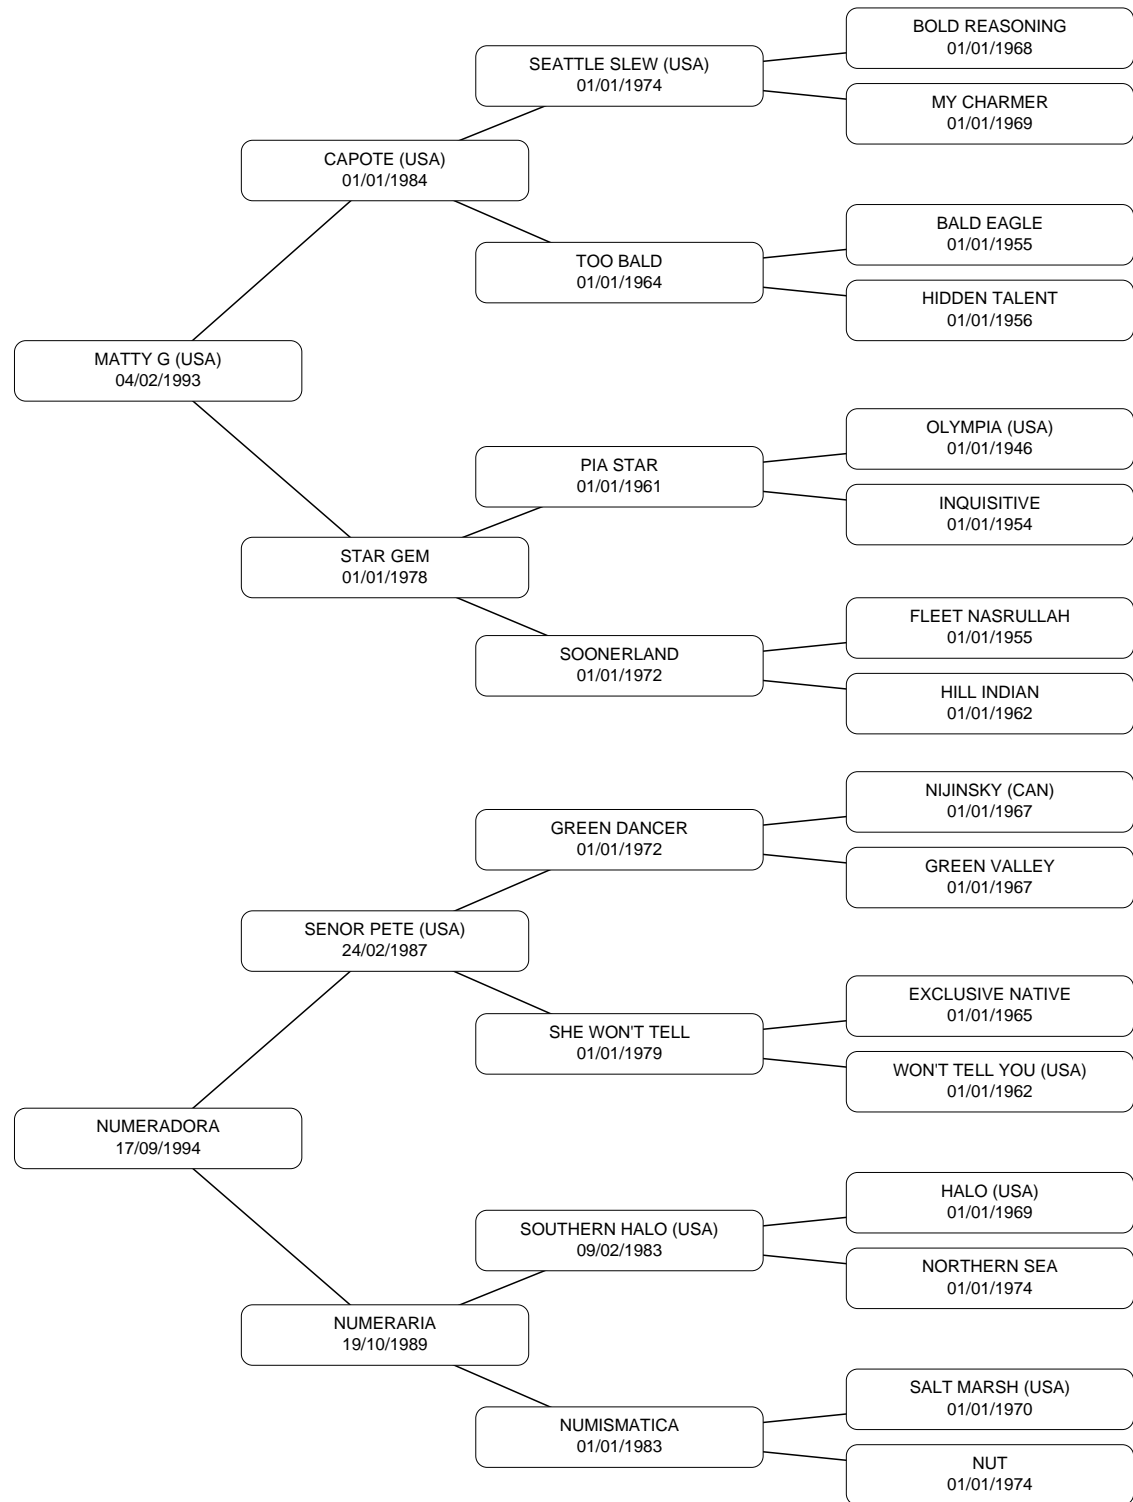 BOLD REASONING
01/01/1968
SEATTLE SLEW (USA)
01/01/1974
MY CHARMER
01/01/1969
CAPOTE (USA)
01/01/1984
BALD EAGLE
01/01/1955
TOO BALD
01/01/1964
HIDDEN TALENT
01/01/1956
MATTY G (USA)
04/02/1993
OLYMPIA (USA)
01/01/1946
PIA STAR
01/01/1961
INQUISITIVE
01/01/1954
STAR GEM
01/01/1978
FLEET NASRULLAH
01/01/1955
SOONERLAND
01/01/1972
HILL INDIAN
01/01/1962
NIJINSKY (CAN)
01/01/1967
GREEN DANCER
01/01/1972
GREEN VALLEY
01/01/1967
SENOR PETE (USA)
24/02/1987
EXCLUSIVE NATIVE
01/01/1965
SHE WON'T TELL
01/01/1979
WON'T TELL YOU (USA)
01/01/1962
NUMERADORA
17/09/1994
HALO (USA)
01/01/1969
SOUTHERN HALO (USA)
09/02/1983
NORTHERN SEA
01/01/1974
NUMERARIA
19/10/1989
SALT MARSH (USA)
01/01/1970
NUMISMATICA
01/01/1983
NUT
01/01/1974